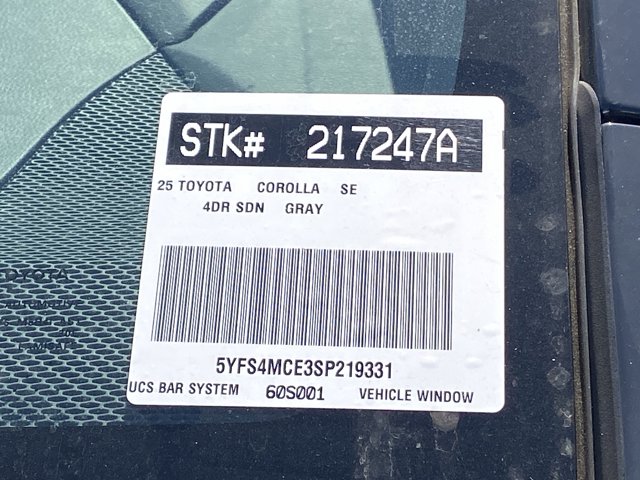 STK# 217247A
25 TOYOTA COROLLA SE
4DR SDN GRAY
5YFS4MCE3SP219331
UCS BAR SYSTEM 60S001 VEHICLE WINDOW
TOYOTA